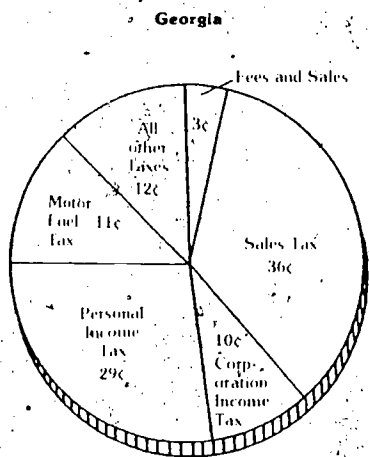 Georgia
Fees and Sales
3¢
All
other
Taxes
12¢
Motor
Fuel 11¢
Tax
Sales Tax
36¢
Personal
Income
Tax
29¢
10¢
Corp-
oration
Income
Tax